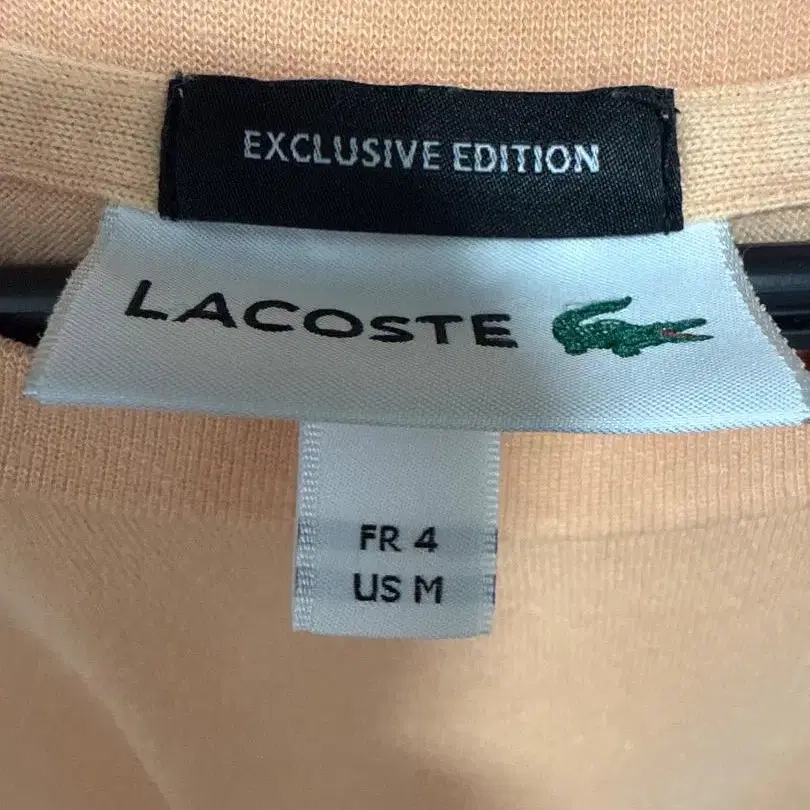 EXCLUSIVE EDITION
LACOSTE
FR 4
US M